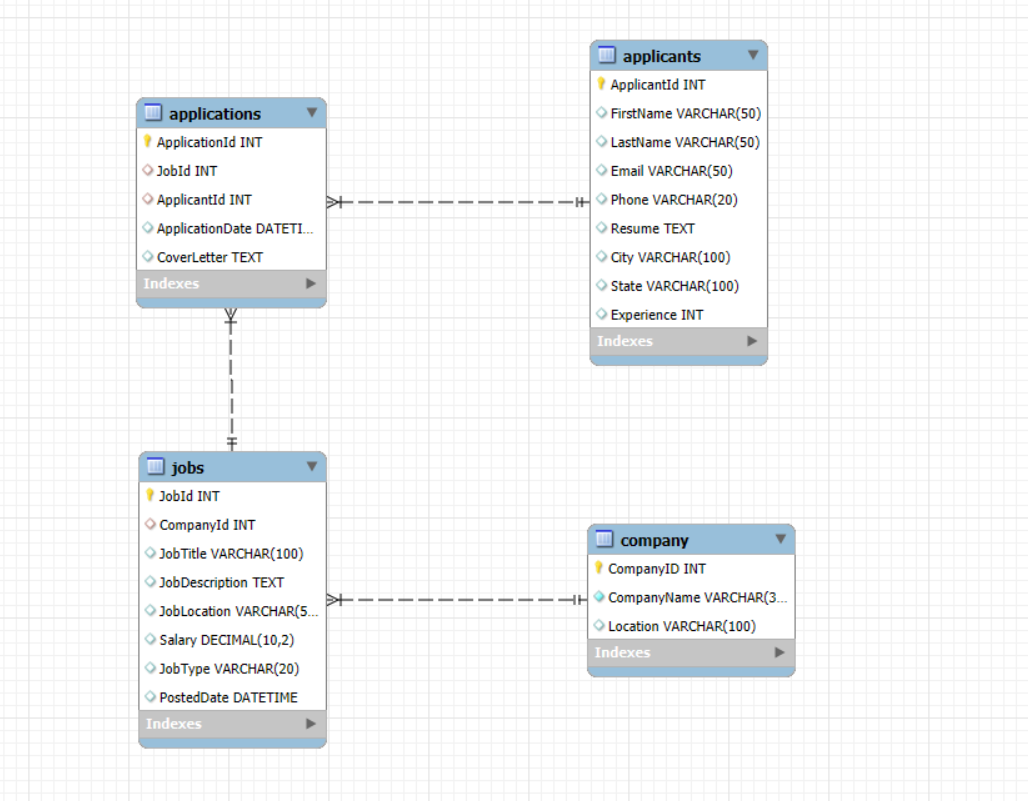 applications
ApplicationId INT
JobId INT
ApplicantId INT
ApplicationDate DATETI...
CoverLetter TEXT
Indexes
applicants
ApplicantId INT
FirstName VARCHAR(50)
LastName VARCHAR(50)
Email VARCHAR(50)
Phone VARCHAR(20)
Resume TEXT
City VARCHAR(100)
State VARCHAR(100)
Experience INT
Indexes
jobs
JobId INT
CompanyId INT
JobTitle VARCHAR(100)
JobDescription TEXT
JobLocation VARCHAR(5...
Salary DECIMAL(10,2)
JobType VARCHAR(20)
PostedDate DATETIME
Indexes
company
CompanyID INT
CompanyName VARCHAR(3...
Location VARCHAR(100)
Indexes